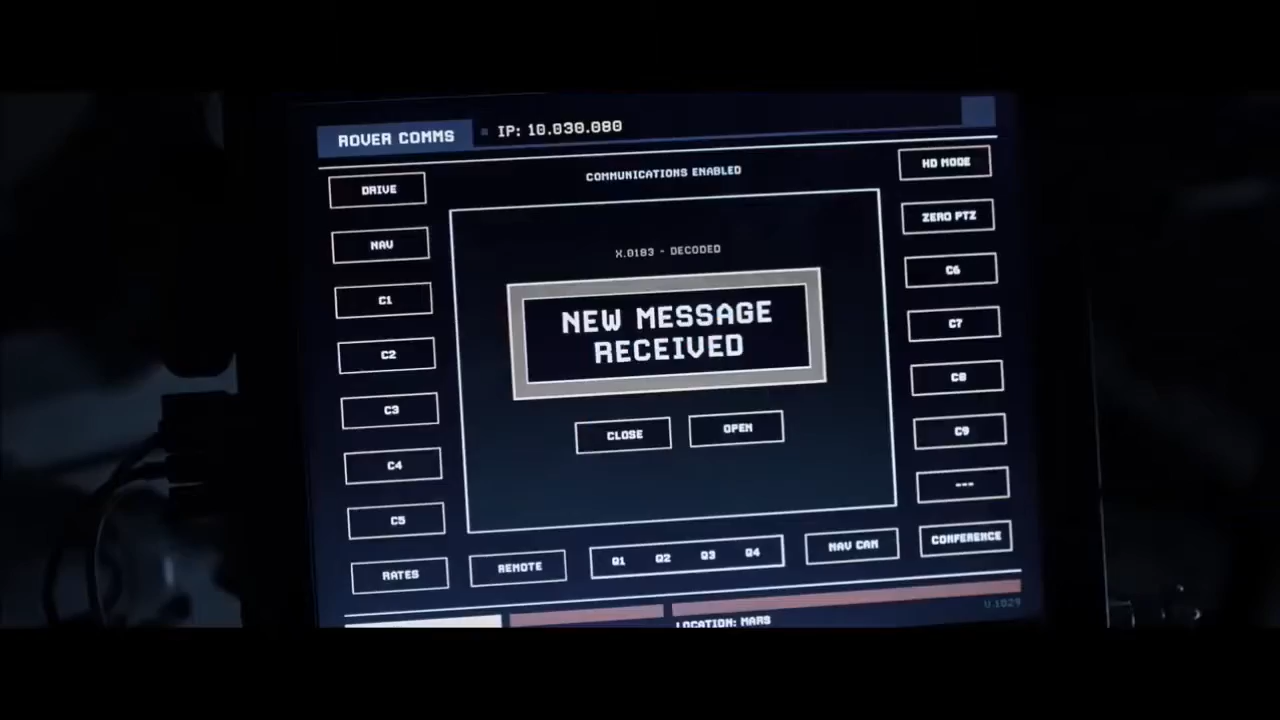 ROVER COMMS
IP: 10.030.080
COMMUNICATIONS ENABLED
HD MODE
DRIVE
ZERO PTZ
NAV
X.0183 - DECODED
C6
C1
NEW MESSAGE
RECEIVED
C7
C2
C8
C3
CLOSE
OPEN
C9
C4
---
C5
RATES
REMOTE
Q1 Q2 Q3 Q4
NAV CAM
CONFERENCE
LOCATION: MARS
V.1029